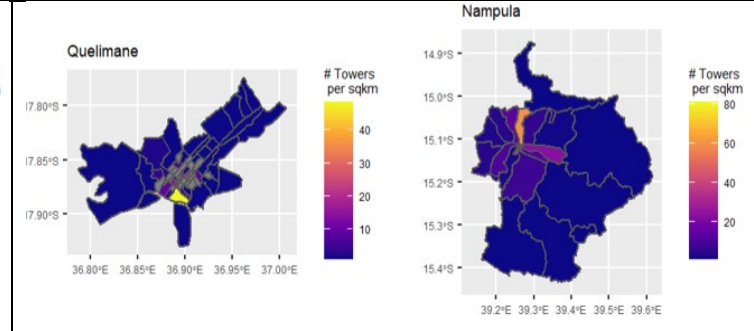 Quelimane
# Towers
per sqkm
40
30
20
10
17.80°S
17.85°S
17.90°S
36.80°E 36.85°E 36.90°E 36.95°E 37.00°E
Nampula
# Towers
per sqkm
80
60
40
20
14.9°S
15.0°S
15.1°S
15.2°S
15.3°S
15.4°S
39.2°E 39.3°E 39.4°E 39.5°E 39.6°E